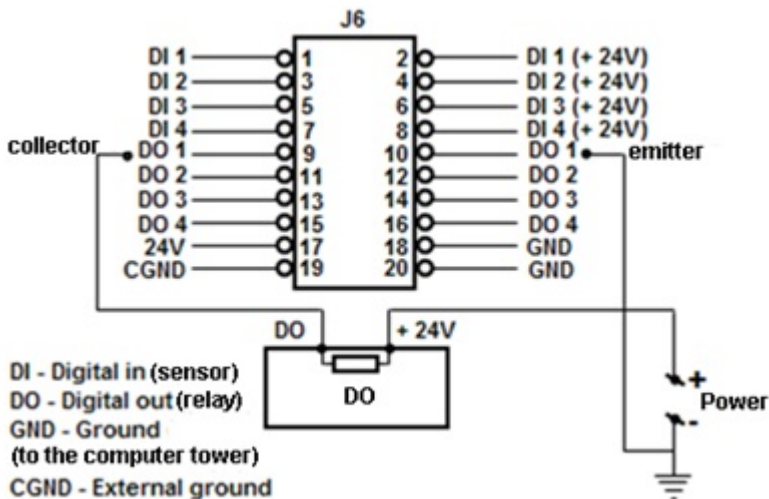 J6
DI 1 1 2 DI 1 (+ 24V)
DI 2 3 4 DI 2 (+ 24V)
DI 3 5 6 DI 3 (+ 24V)
DI 4 7 8 DI 4 (+ 24V)
collector DO 1 9 10 DO 1 emitter
DO 2 11 12 DO 2
DO 3 13 14 DO 3
DO 4 15 16 DO 4
24V 17 18 GND
CGND 19 20 GND
DO + 24V
DI - Digital in (sensor)
DO - Digital out (relay)
DO
+
Power
-
GND - Ground
(to the computer tower)
CGND - External ground